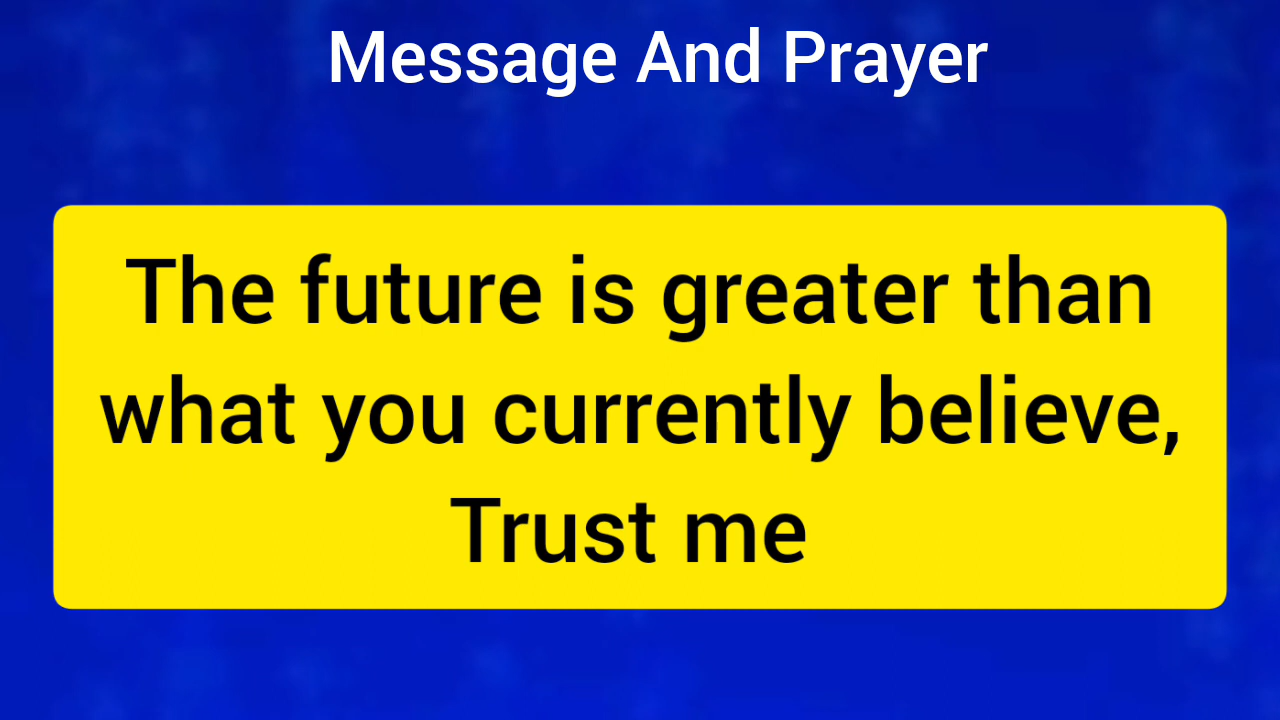 Message And Prayer
The future is greater than
what you currently believe,
Trust me